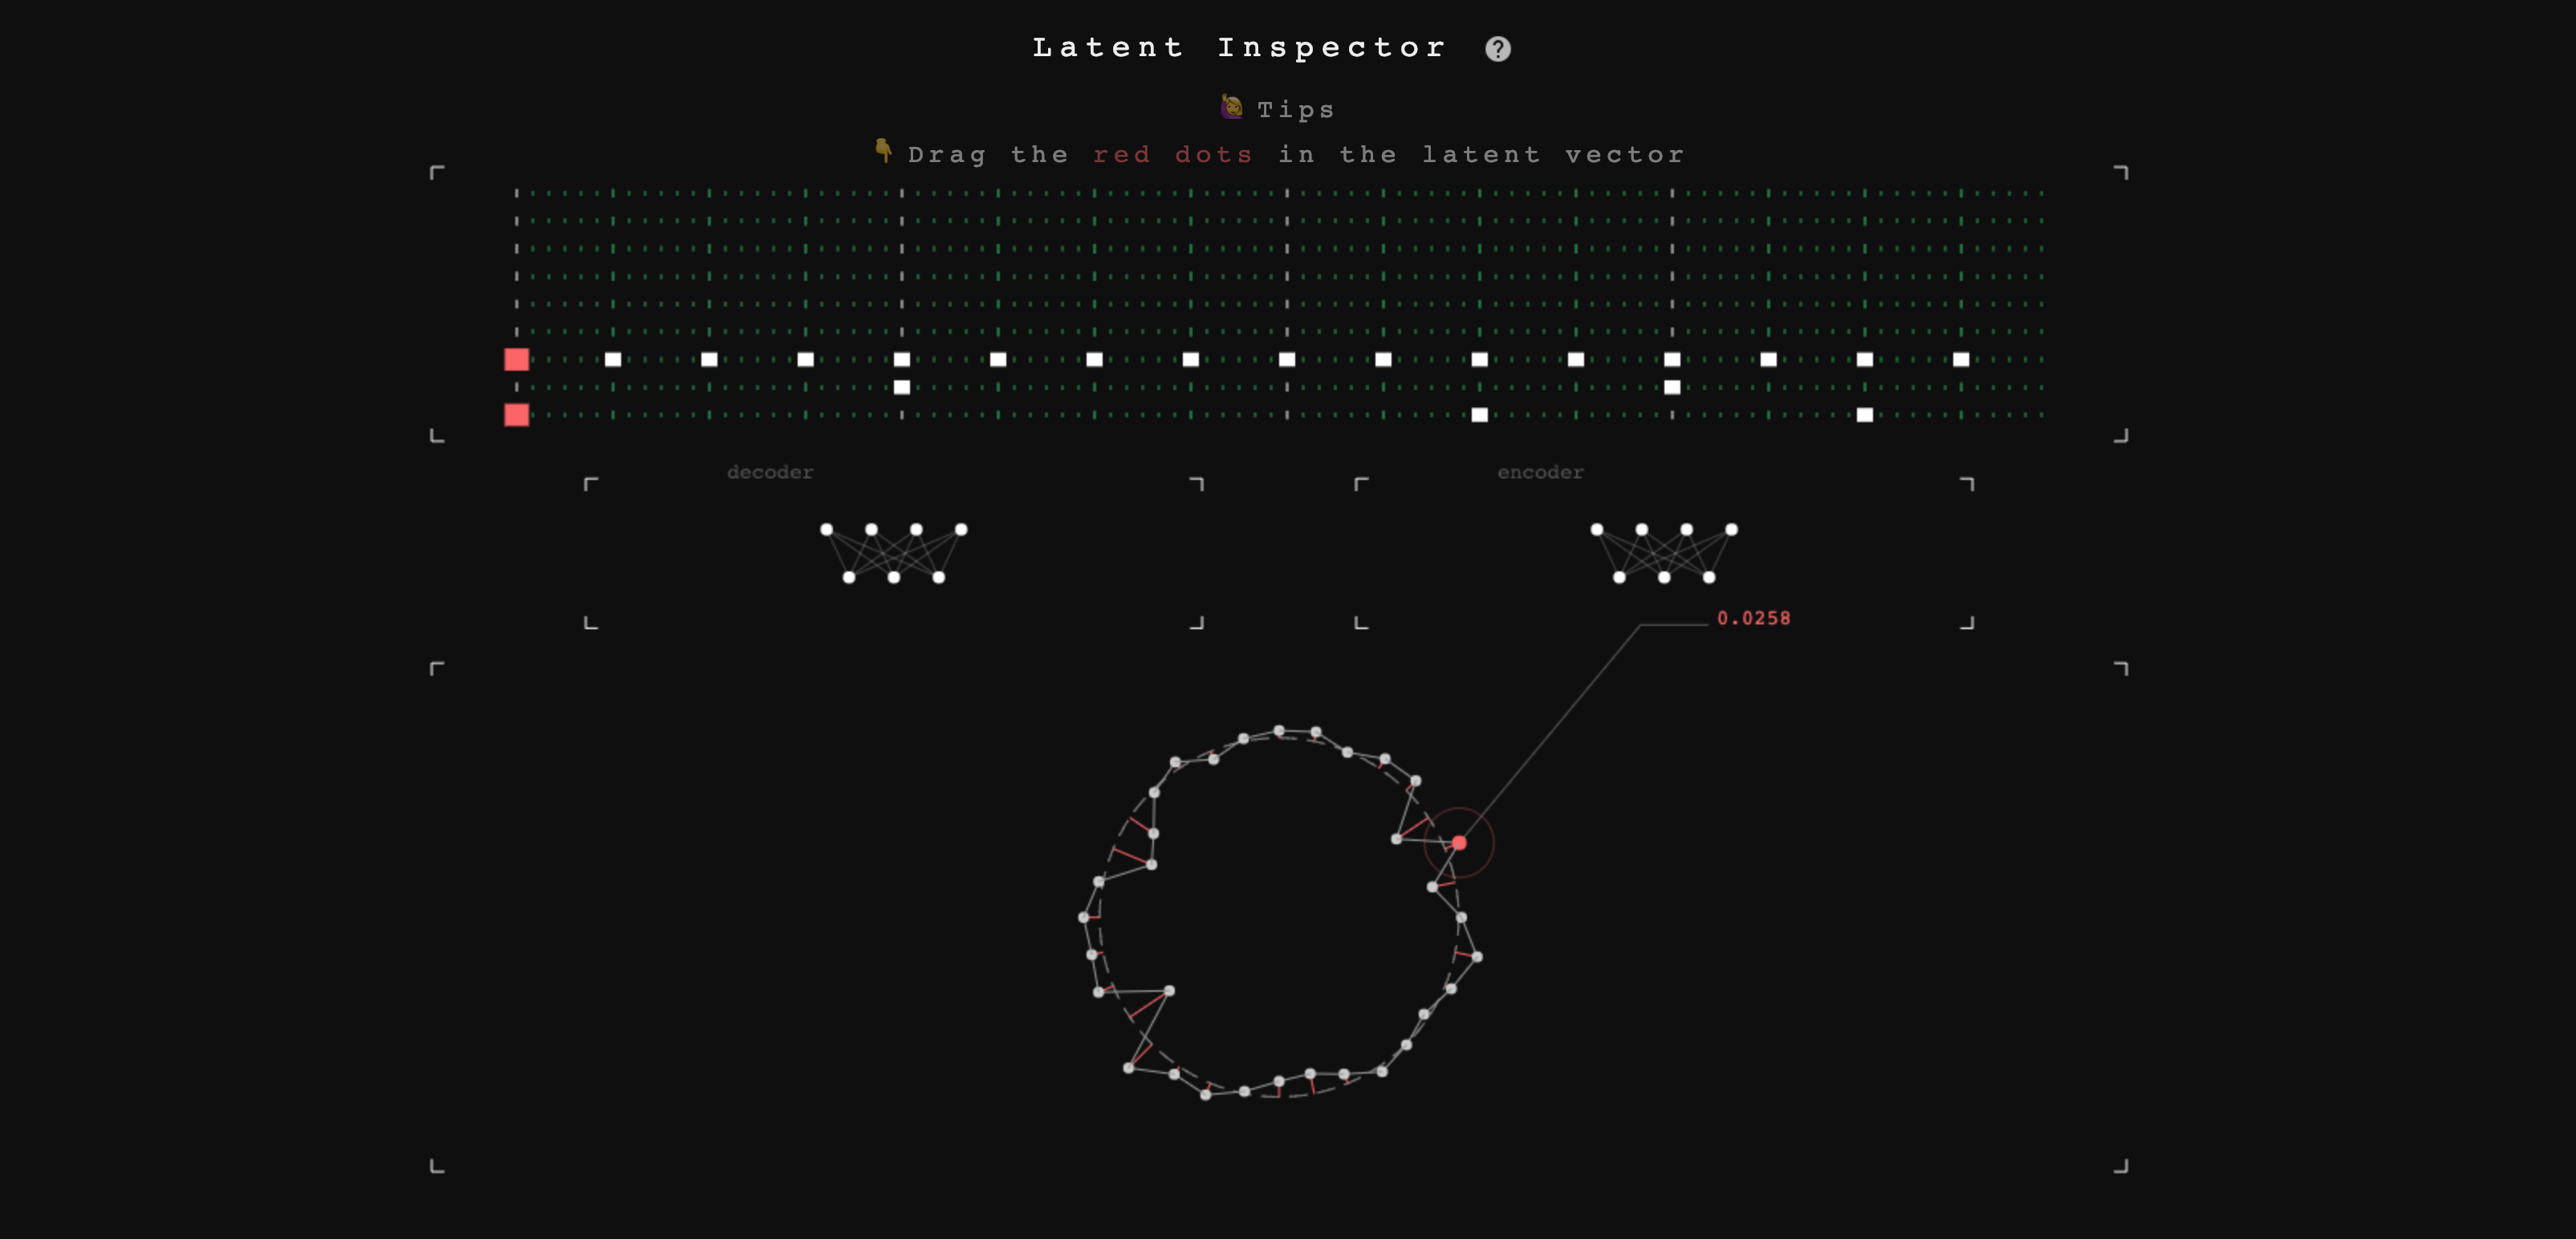 Latent Inspector ?
Tips
Drag the red dots in the latent vector
decoder
encoder
0.0258